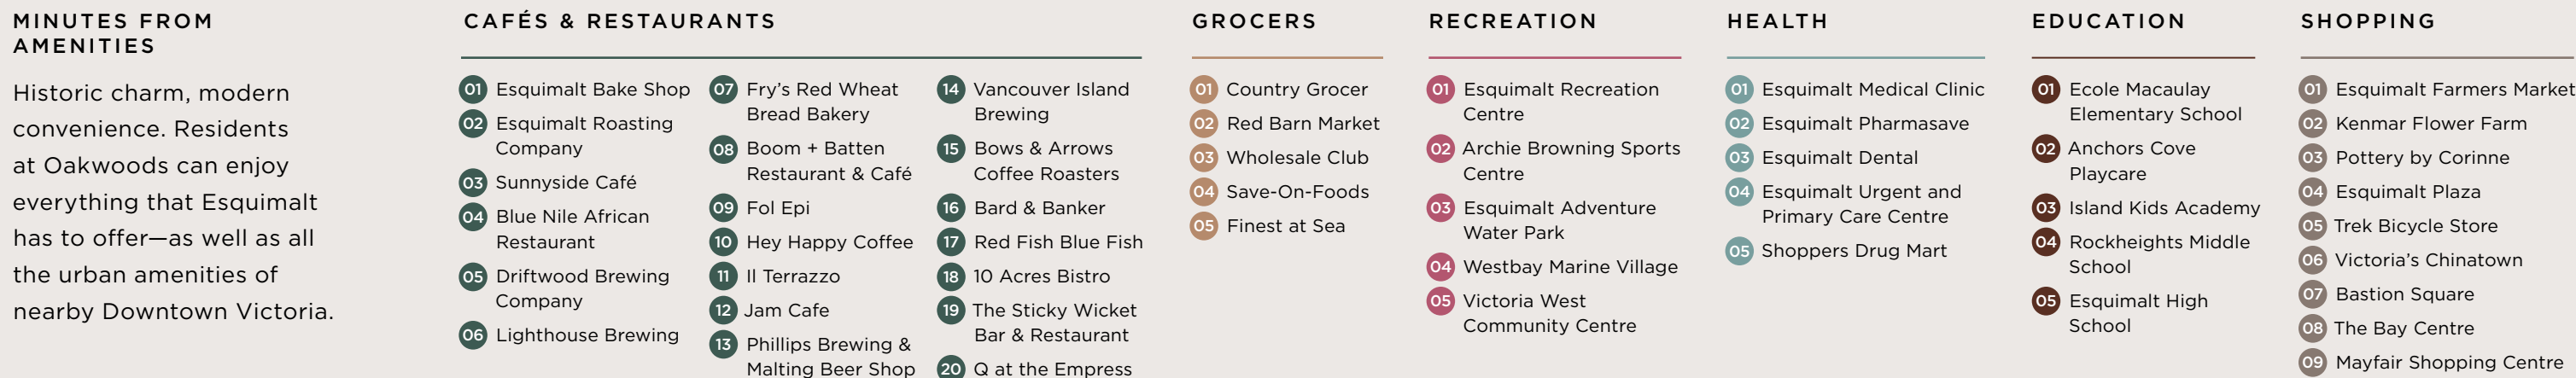 MINUTES FROM
AMENITIES
Historic charm, modern
convenience. Residents
at Oakwoods can enjoy
everything that Esquimalt
has to offer—as well as all
the urban amenities of
nearby Downtown Victoria.
CAFÉS & RESTAURANTS
01 Esquimalt Bake Shop
02 Esquimalt Roasting
Company
03 Sunnyside Café
04 Blue Nile African
Restaurant
05 Driftwood Brewing
Company
06 Lighthouse Brewing
07 Fry's Red Wheat
Bread Bakery
08 Boom + Batten
Restaurant & Café
09 Fol Epi
10 Hey Happy Coffee
11 Il Terrazzo
12 Jam Cafe
13 Phillips Brewing &
Malting Beer Shop
14 Vancouver Island
Brewing
15 Bows & Arrows
Coffee Roasters
16 Bard & Banker
17 Red Fish Blue Fish
18 10 Acres Bistro
19 The Sticky Wicket
Bar & Restaurant
20 Q at the Empress
GROCERS
01 Country Grocer
02 Red Barn Market
03 Wholesale Club
04 Save-On-Foods
05 Finest at Sea
RECREATION
01 Esquimalt Recreation
Centre
02 Archie Browning Sports
Centre
03 Esquimalt Adventure
Water Park
04 Westbay Marine Village
05 Victoria West
Community Centre
HEALTH
01 Esquimalt Medical Clinic
02 Esquimalt Pharmasave
03 Esquimalt Dental
04 Esquimalt Urgent and
Primary Care Centre
05 Shoppers Drug Mart
EDUCATION
01 Ecole Macaulay
Elementary School
02 Anchors Cove
Playcare
03 Island Kids Academy
04 Rockheights Middle
School
05 Esquimalt High
School
SHOPPING
01 Esquimalt Farmers Market
02 Kenmar Flower Farm
03 Pottery by Corinne
04 Esquimalt Plaza
05 Trek Bicycle Store
06 Victoria's Chinatown
07 Bastion Square
08 The Bay Centre
09 Mayfair Shopping Centre